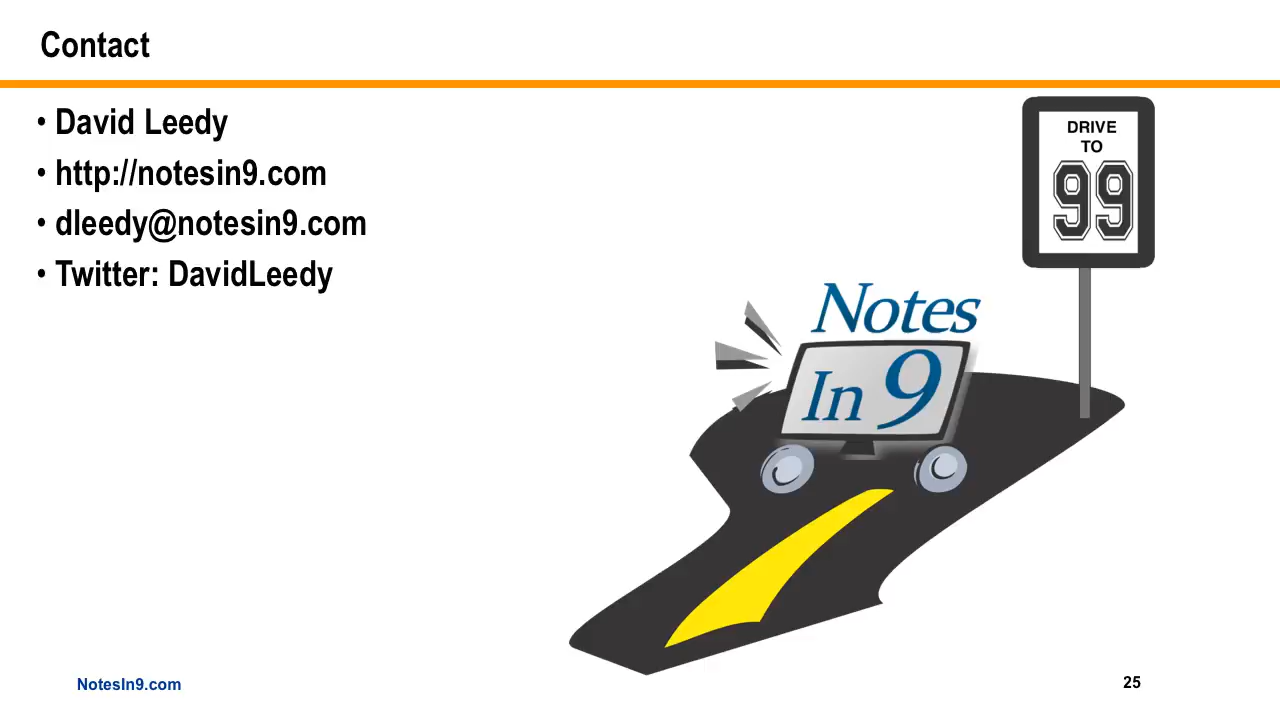 Contact
• David Leedy
• http://notesin9.com
• dleedy@notesin9.com
• Twitter: DavidLeedy
DRIVE
TO
99
Notes
In 9
NotesIn9.com
25